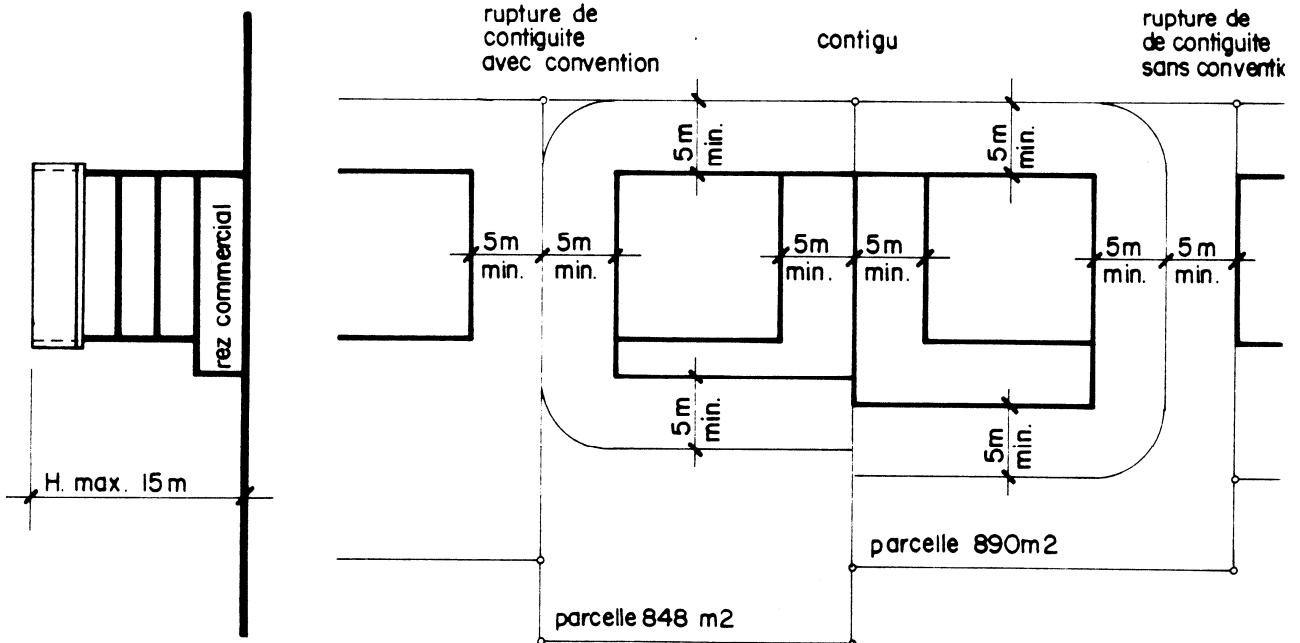 rupture de
contiguite
avec convention
contigu
rupture de
de contiguite
sans
5m
min.
5m
min.
rez commercial
5m
min.
5m
min.
5m
min.
5m
min.
5m
min.
5m
min.
5m
min.
5m
min.
H. max. 15m
parcelle 890m2
parcelle 848 m2